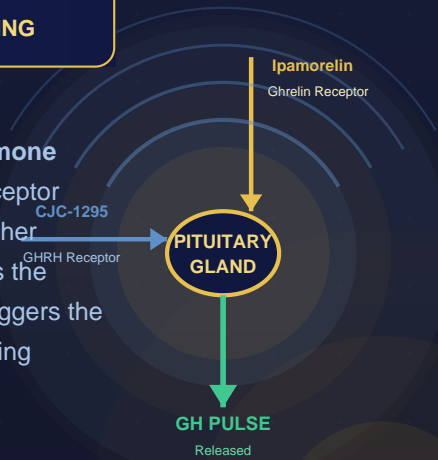 ING
Ipamorelin
Ghrelin Receptor
mone
ceptor
CJC-1295
her
GHRH Receptor
s the
ggers the
ing
PITUITARY
GLAND
GH PULSE
Released